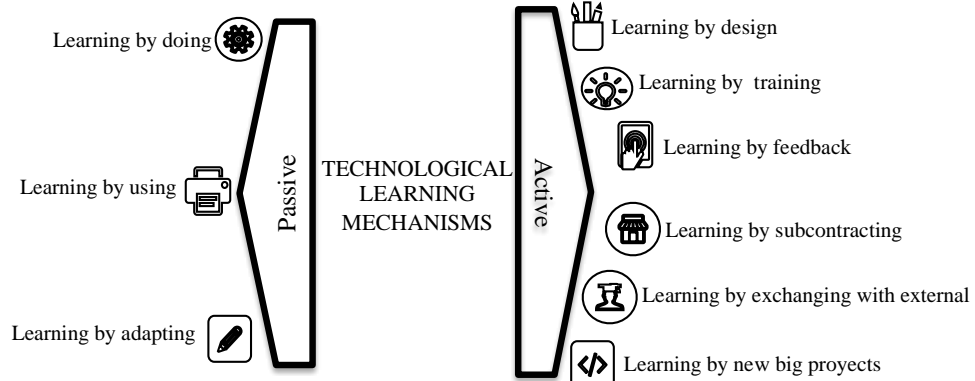 Learning by doing
Learning by using
Learning by adapting
Passive
TECHNOLOGICAL
LEARNING
MECHANISMS
Active
Learning by design
Learning by training
Learning by feedback
Learning by subcontracting
Learning by exchanging with external
Learning by new big proyects